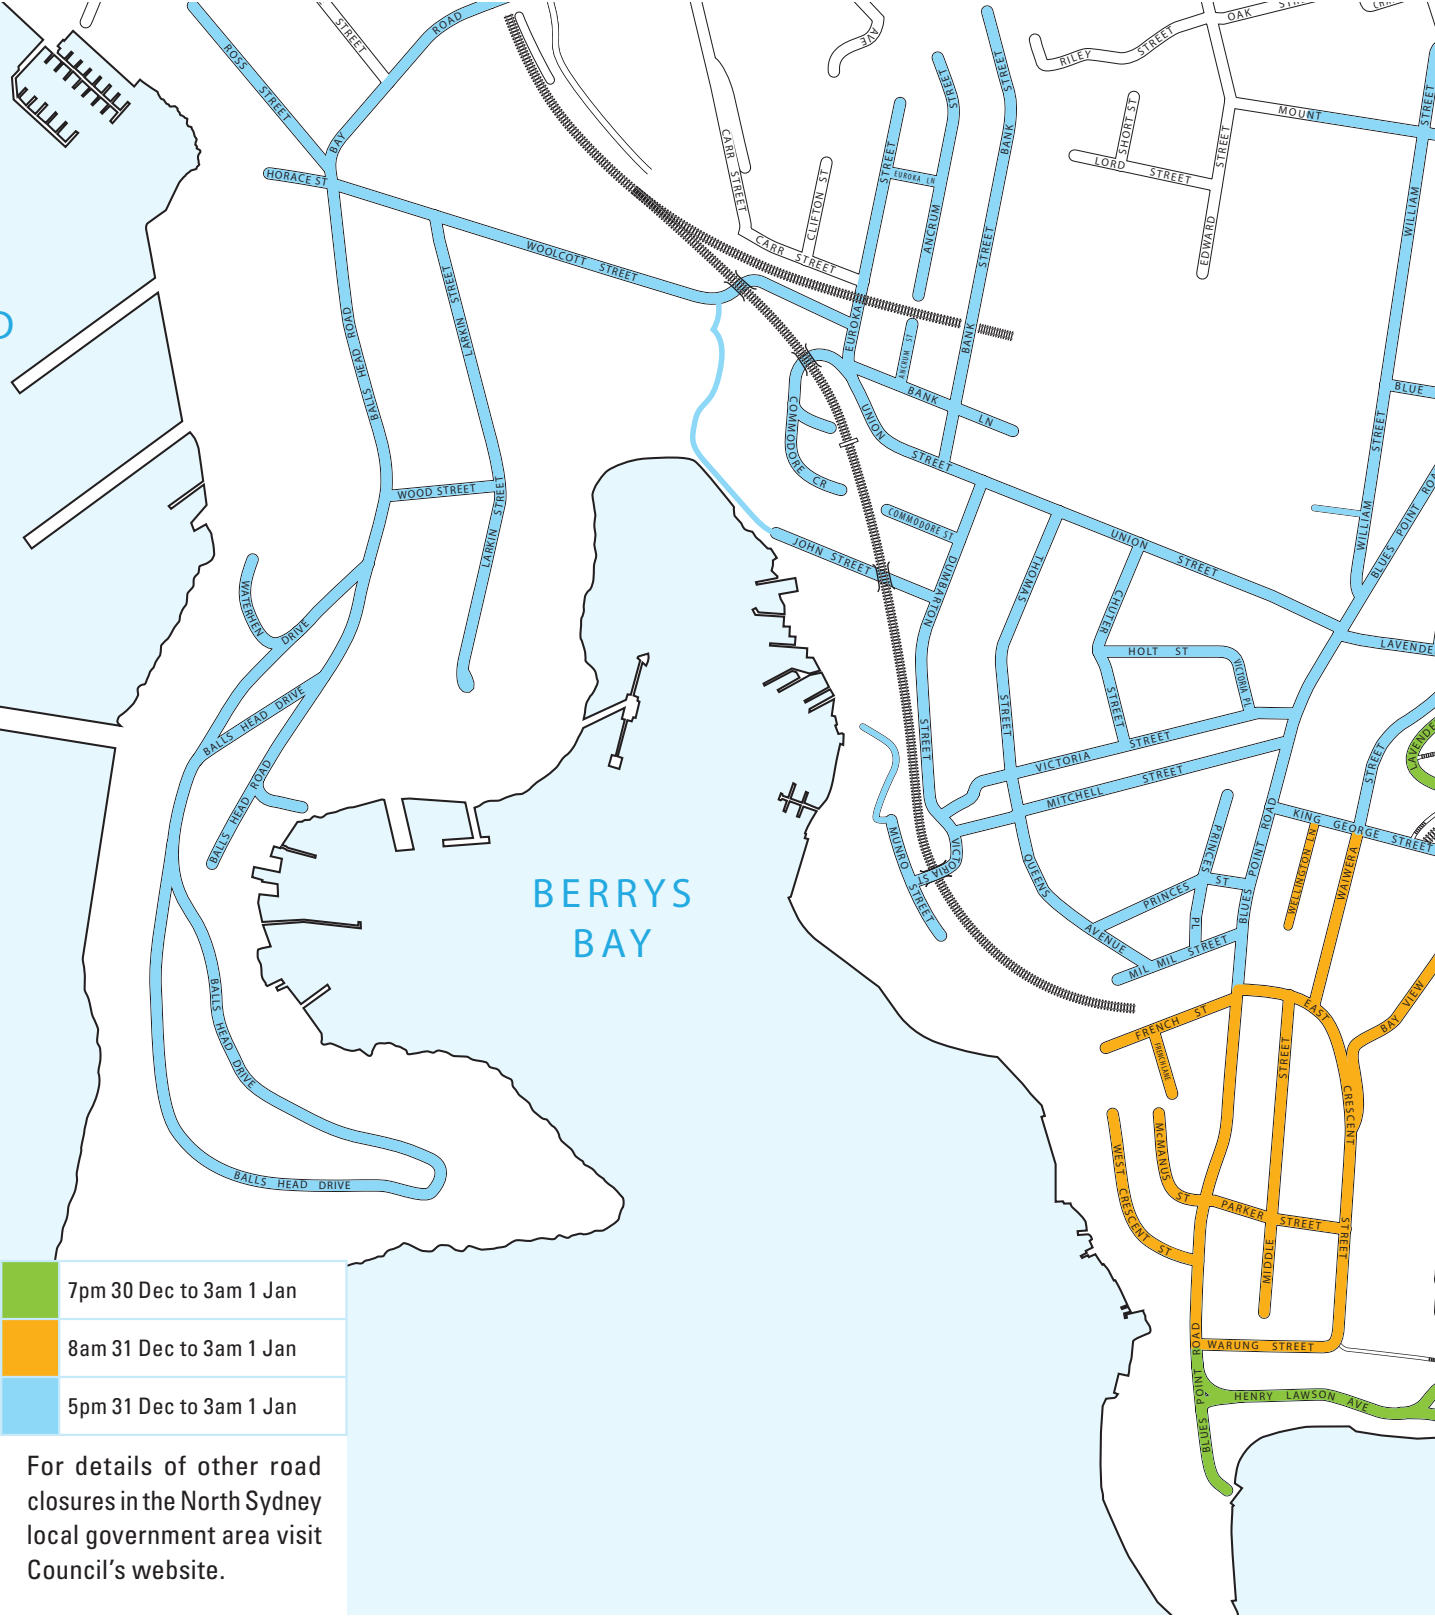 STREET
ROAD
AVE
OAK
RILEY STREET
ROSS STREET
BAY
HORACE ST
WOOLCOTT STREET
CARR STREET
CARR STREET
CLIFTON ST
STREET
EUROKA LN
ANCRUM
STREET
BANK
STREET
STREET
BANK
EUROKA
ANCRUM ST
BANK LN
SHORT ST
LORD STREET
STREET
EDWARD
MOUNT
STREET
WILLIAM
BLUE
STREET
WILLIAM
BALLS HEAD ROAD
LARKIN STREET
WOOD STREET
LARKIN STREET
COMMODORE CR
UNION
STREET
COMMODORE ST
JOHN STREET
DUMBARTON
STREET
THOMAS
STREET
UNION STREET
CHUTER
STREET
HOLT ST
VICTORIA PL
BLUES POINT
LAVENDE
LAVENDE
STREET
WATERHEN
DRIVE
BALLS HEAD DRIVE
BALLS HEAD ROAD
VICTORIA STREET
MITCHELL STREET
VICTORIA ST
MUNRO
STREET
QUEENS
AVENUE
PRINCES ST
PRINCES
PL
MIL MIL STREET
BLUES POINT ROAD
KING GEORGE STREET
WELLINGTON LN
WAIWERA
BERRYS
BAY
BALLS HEAD DRIVE
BALLS HEAD DRIVE
FRENCH ST
FRENCH LANE
EAST
CRESCENT
STREET
BAY VIEW
STREET
MIDDLE
WEST CRESCENT ST
McMANUS ST
PARKER STREET
WARUNG STREET
BLUES POINT ROAD
HENRY LAWSON AVE
7pm 30 Dec to 3am 1 Jan
8am 31 Dec to 3am 1 Jan
5pm 31 Dec to 3am 1 Jan
For details of other road
closures in the North Sydney
local government area visit
Council's website.